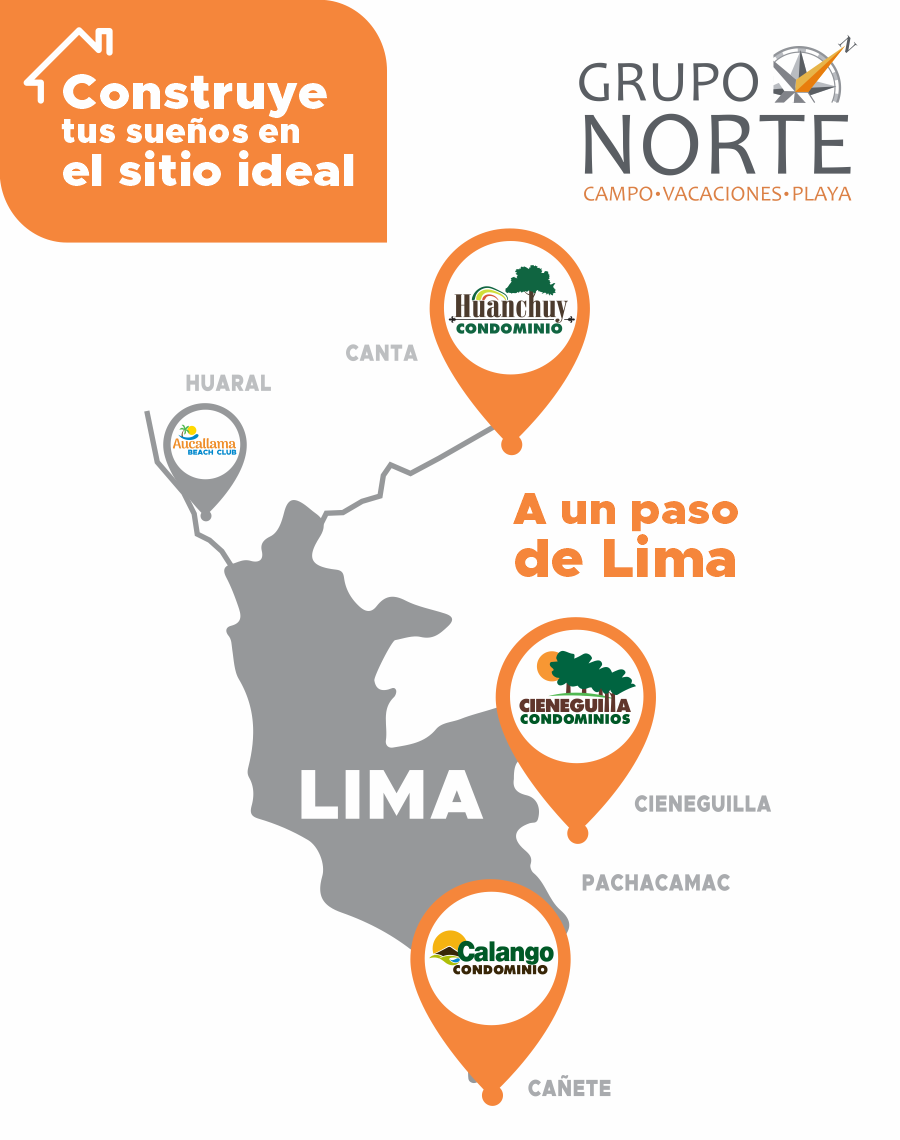 Construye
tus sueños en
el sitio ideal
GRUPO
N
NORTE
CAMPO•VACACIONES•PLAYA
Huanchuy
CONDOMINIO
CANTA
HUARAL
Aucallama
BEACH CLUB
A un paso
de Lima
CIENEGUILLA
CONDOMINIOS
LIMA
CIENEGUILLA
PACHACAMAC
Calango
CONDOMINIO
CAÑETE